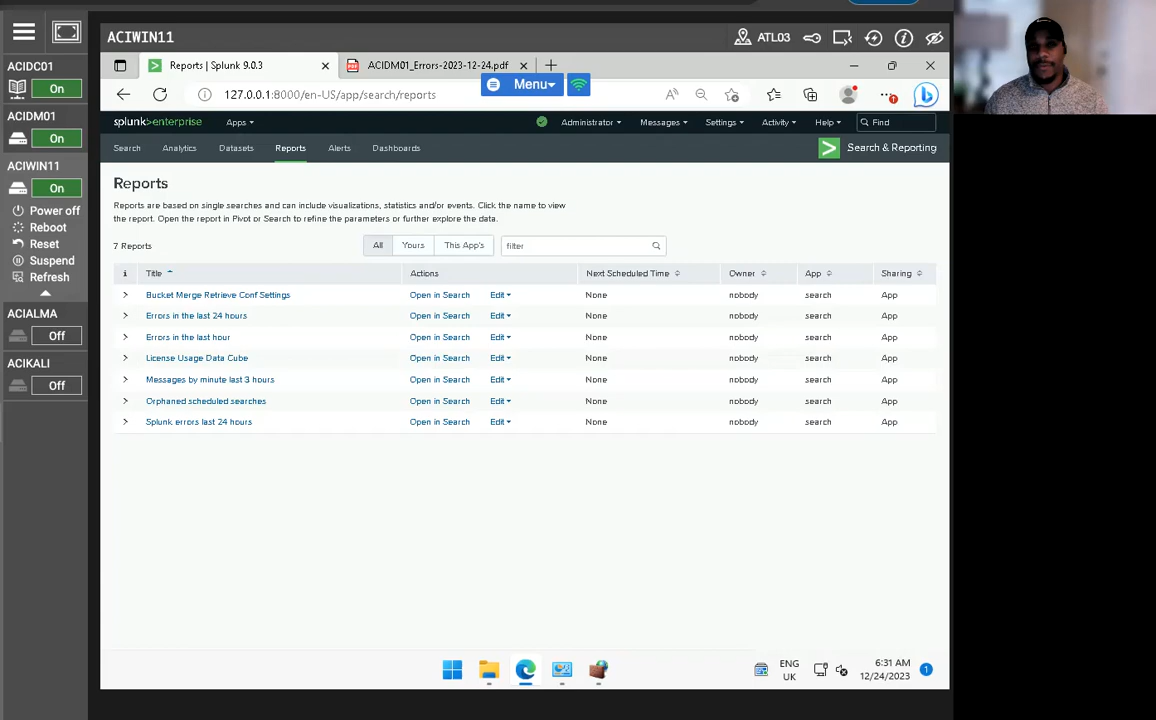 ACIWIN11
ATL03
ACIDC01
On
ACIDM01
On
ACIWIN11
On
Power off
Reboot
Reset
Suspend
Refresh
ACIALMA
Off
ACIKALI
Off
Reports | Splunk 9.0.3
ACIDM01_Errors-2023-12-24.pdf
Menu
127.0.0.1:8000/en-US/app/search/reports
splunk>enterprise Apps
Administrator Messages Settings Activity Help Find
Search Analytics Datasets Reports Alerts Dashboards
Search & Reporting
Reports
Reports are based on single searches and can include visualizations, statistics and/or events. Click the name to view
the report. Open the report in Pivot or Search to refine the parameters or further explore the data.
7 Reports All Yours This App's filter
i Title Actions Next Scheduled Time Owner App Sharing
Bucket Merge Retrieve Conf Settings Open in Search Edit None nobody search App
Errors in the last 24 hours Open in Search Edit None nobody search App
Errors in the last hour Open in Search Edit None nobody search App
License Usage Data Cube Open in Search Edit None nobody search App
Messages by minute last 3 hours Open in Search Edit None nobody search App
Orphaned scheduled searches Open in Search Edit None nobody search App
Splunk errors last 24 hours Open in Search Edit None nobody search App
ENG
UK
6:31 AM
12/24/2023
1